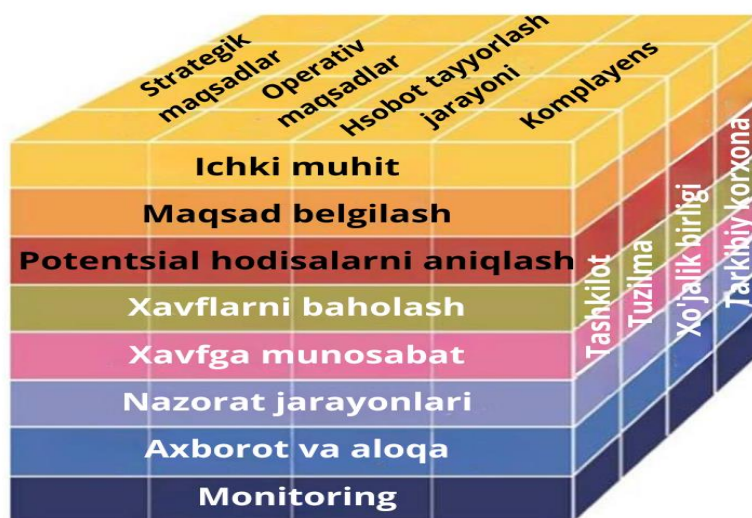 Strategik
maqsadlar
Operativ
maqsadlar
Hsobot tayyorlash
jarayoni
Komplayens
Ichki muhit
Maqsad belgilash
Potentsial hodisalarni aniqlash
Xavflarni baholash
Xavfga munosabat
Nazorat jarayonlari
Axborot va aloqa
Monitoring
Tashkilot
Tuzilma
Xo'jalik birligi
Tarkibiy korxona